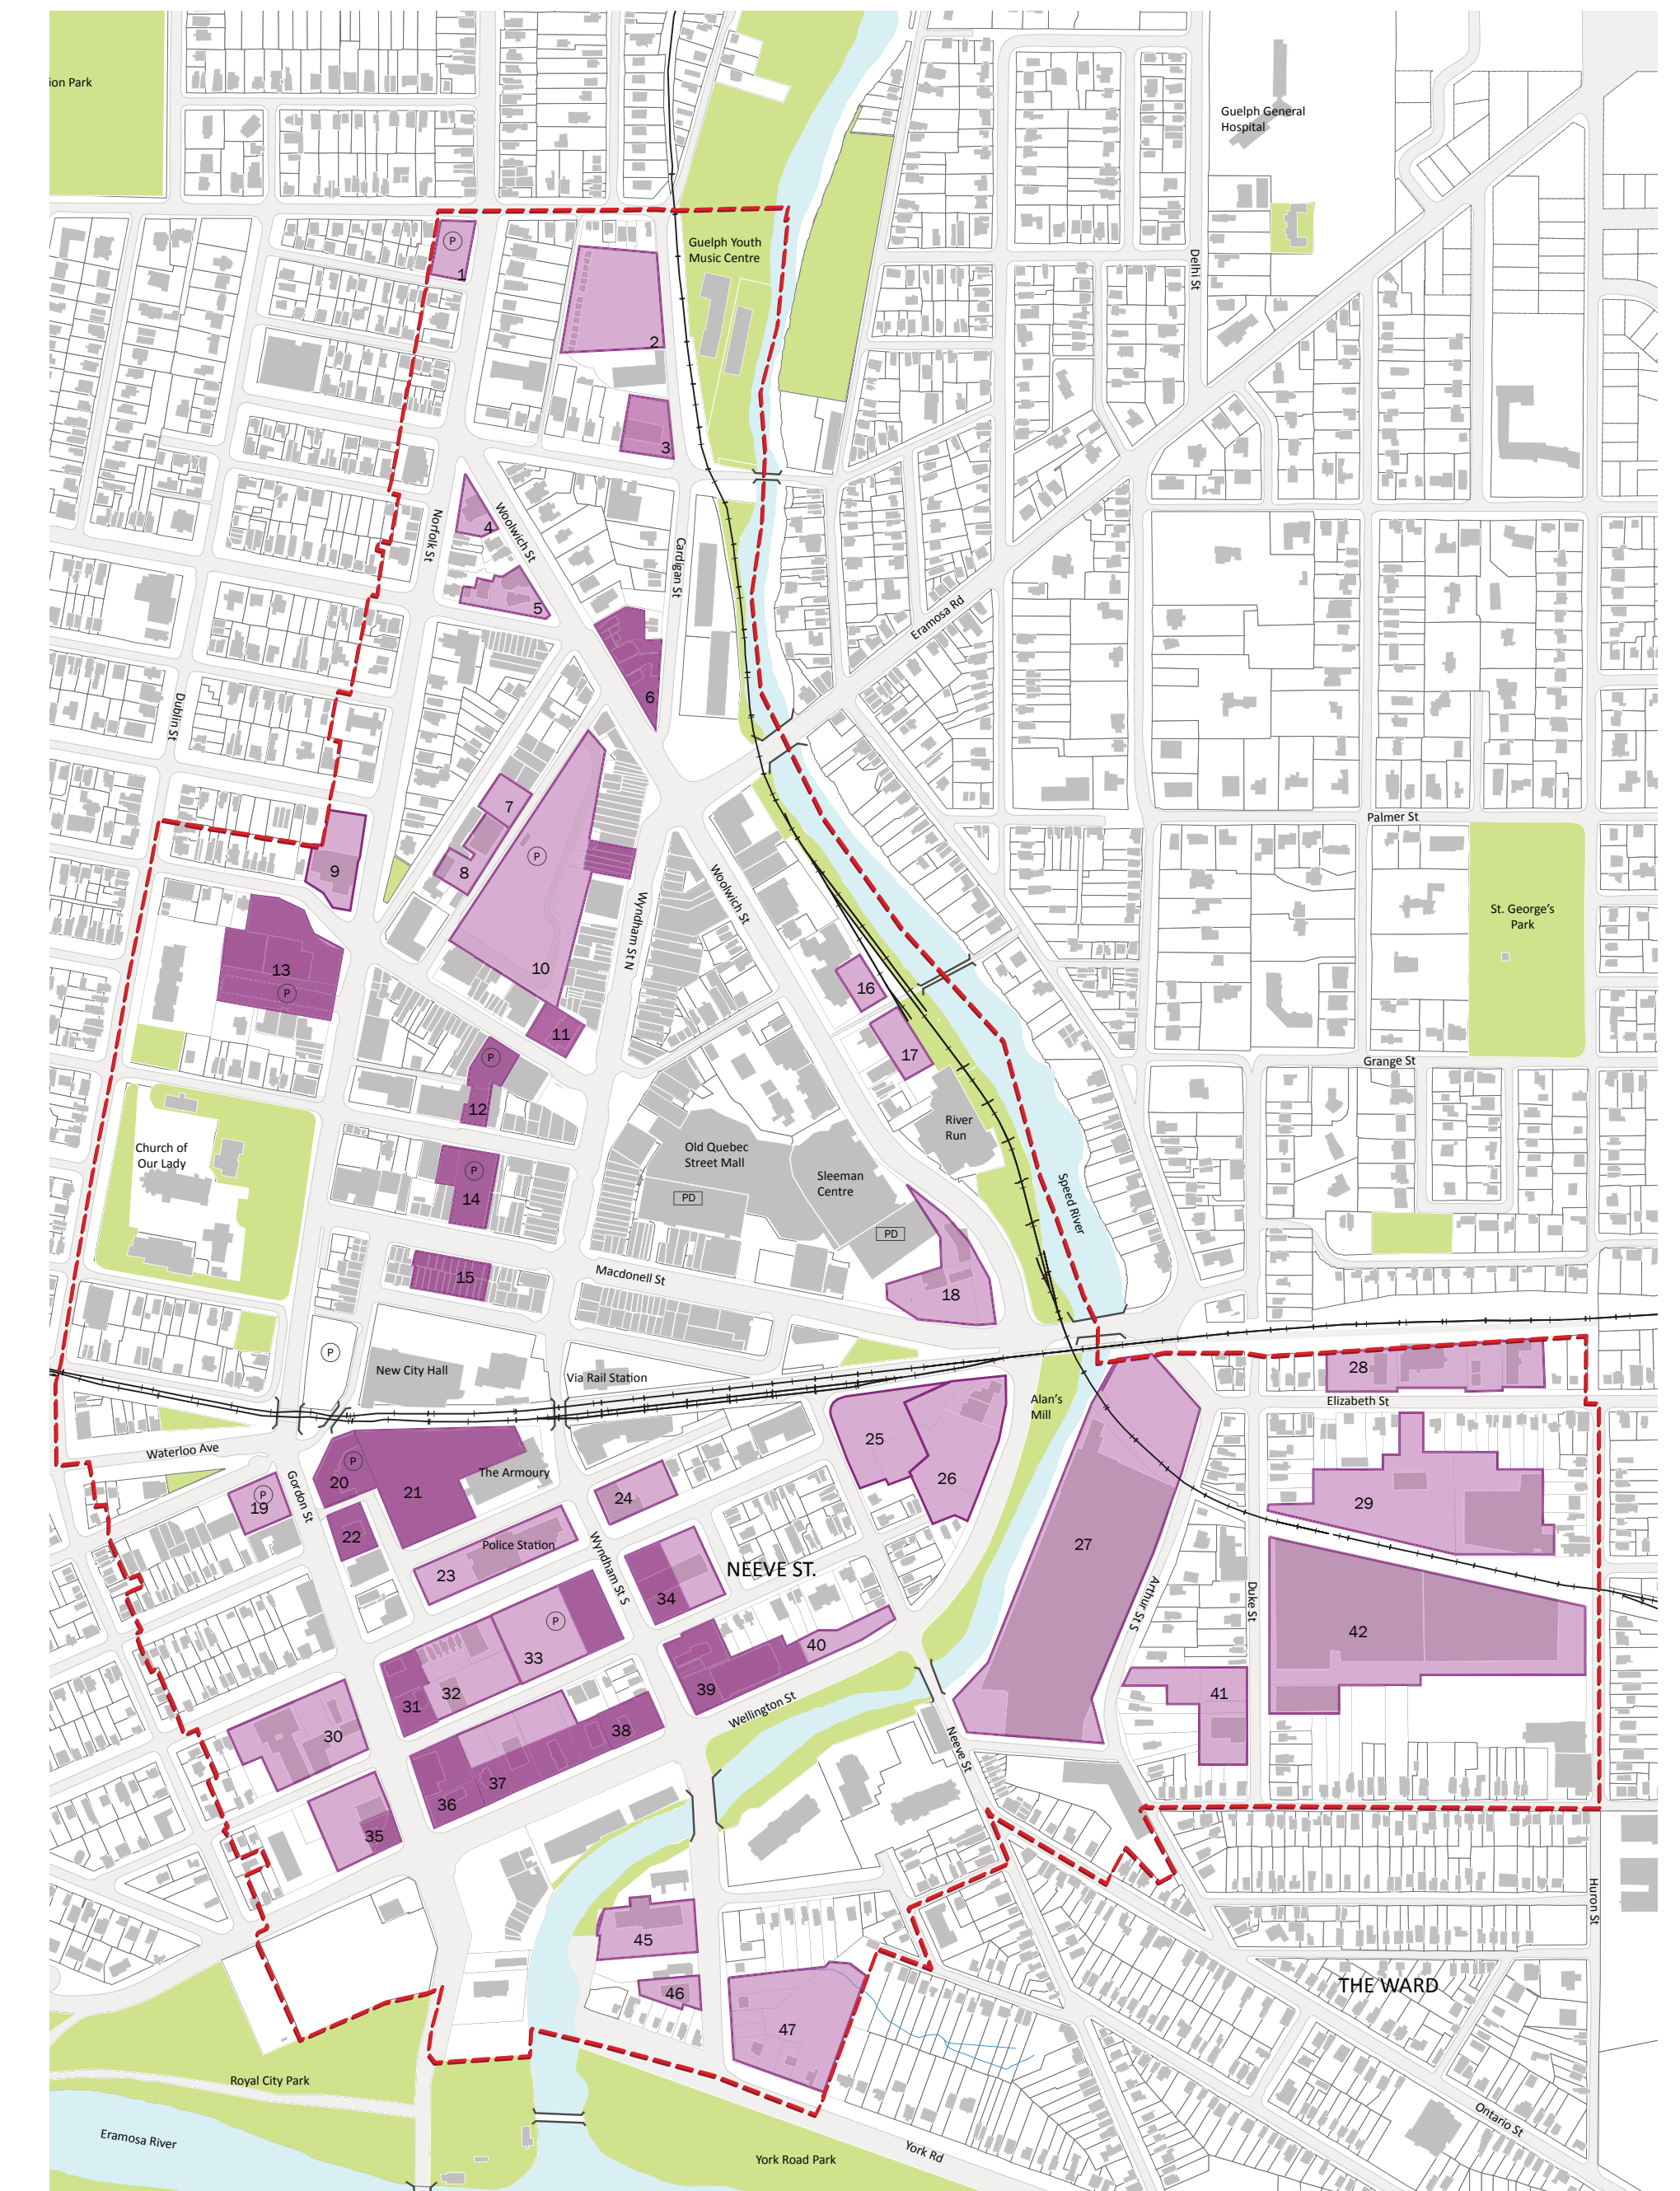 ion Park
Guelph General
Hospital
P
1
Guelph Youth
Music Centre
Delhi St
2
3
4
Woolwich St
Norfolk St
Cardigan St
5
Eramosa Rd
6
Dublin St
7
P
8
9
Palmer St
Woolwich St
Wyndham St N
St. George's
Park
10
13
P
16
11
17
P
12
Grange St
River
Run
Church of
Our Lady
Old Quebec
Street Mall
Sleeman
Centre
P
14
PD
PD
Speed River
15
Macdonell St
18
P
New City Hall
Via Rail Station
28
Elizabeth St
Alan's
Mill
25
Waterloo Ave
P
20
The Armoury
21
26
Gordon St
P
19
24
29
22
Police Station
Wyndham St S
27
NEEVE ST.
23
34
Arthur St S
Duke St
P
33
40
42
31
32
39
41
Wellington St
30
38
Neeve St
37
36
35
Huron St
45
46
THE WARD
47
Royal City Park
Eramosa River
York Rd
York Road Park
Ontario St